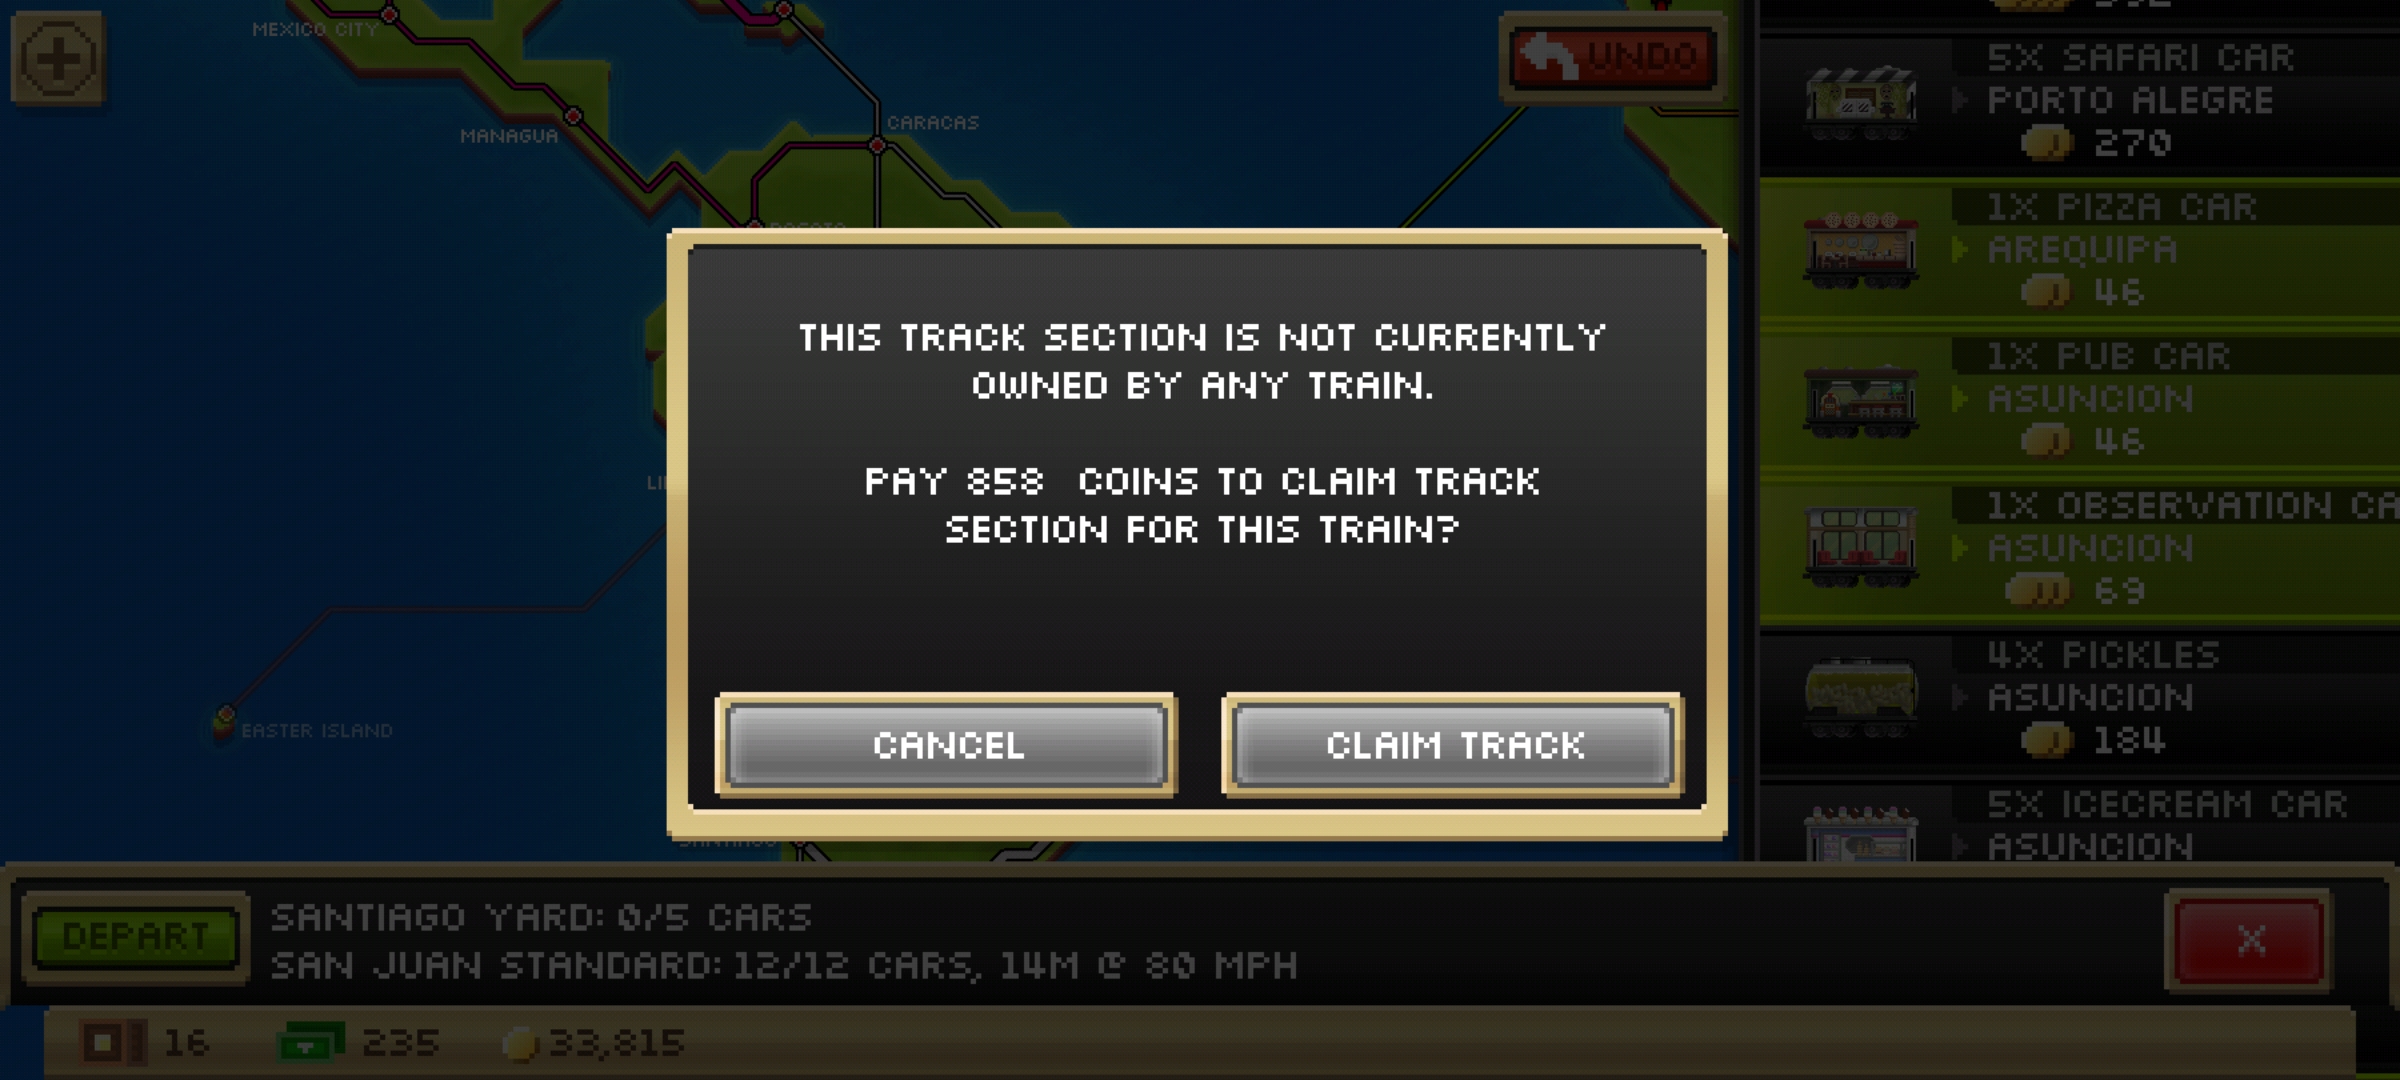 MEXICO CITY
MANAGUA
CARACAS
UNDO
5X SAFARI CAR
PORTO ALEGRE
270
1X PIZZA CAR
AREQUIPA
46
1X PUB CAR
ASUNCION
46
1X OBSERVATION CA
ASUNCION
69
4X PICKLES
ASUNCION
184
5X ICECREAM CAR
ASUNCION
THIS TRACK SECTION IS NOT CURRENTLY
OWNED BY ANY TRAIN.
PAY 858 COINS TO CLAIM TRACK
SECTION FOR THIS TRAIN?
CANCEL
CLAIM TRACK
EASTER ISLAND
DEPART
SANTIAGO YARD: 0/5 CARS
SAN JUAN STANDARD: 12/12 CARS, 14M @ 80 MPH
X
16
235
33,815